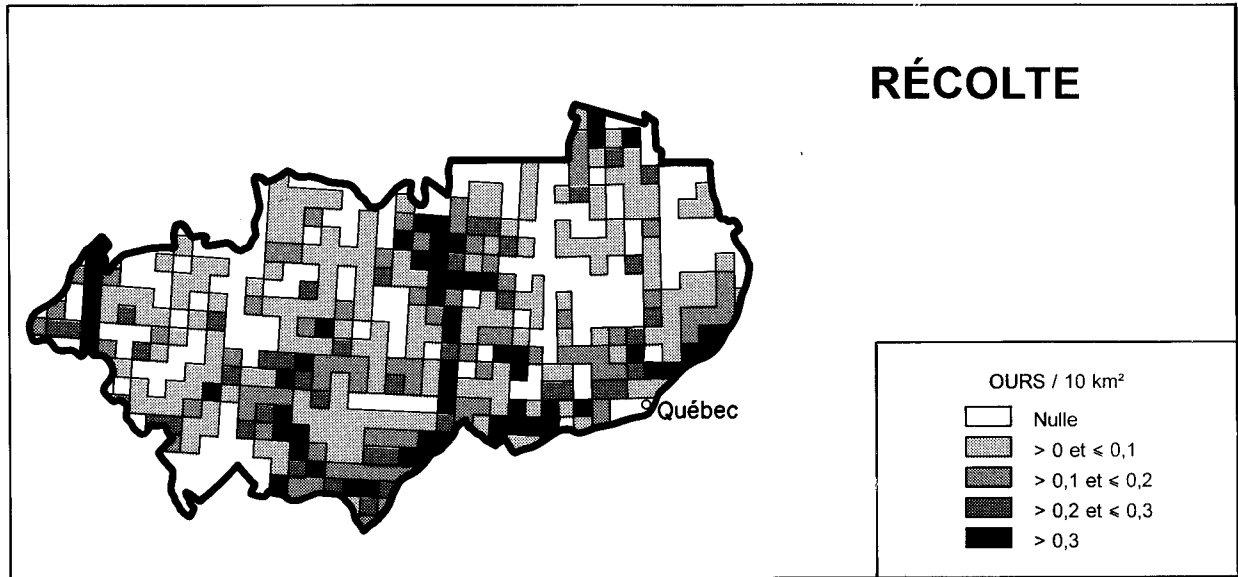 RÉCOLTE
Québec
OURS / 10 km²
Nulle
> 0 et ⩽ 0,1
> 0,1 et ⩽ 0,2
> 0,2 et ⩽ 0,3
> 0,3